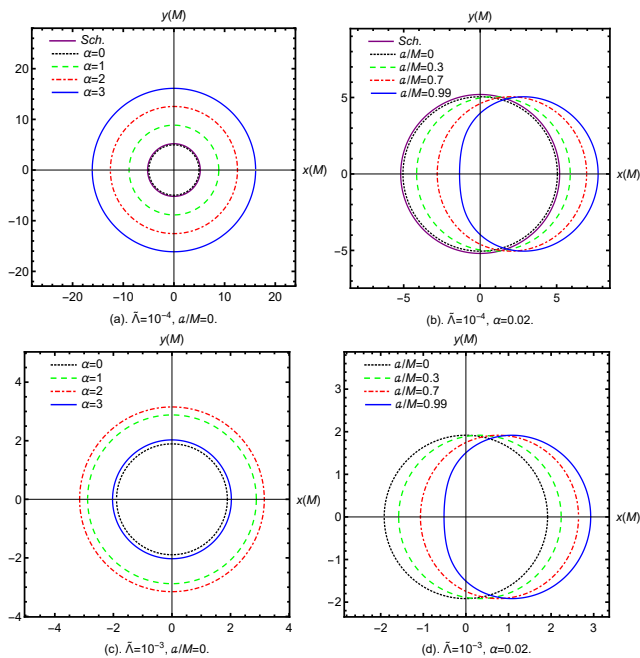 y(M)
Sch.
α=0
α=1
α=2
α=3
20
10
0
−10
−20
x(M)
−20 −10 0 10 20
(a). Λ̃=10⁻⁴, a/M=0.
y(M)
Sch.
a/M=0
a/M=0.3
a/M=0.7
a/M=0.99
5
0
−5
x(M)
−5 0 5
(b). Λ̃=10⁻⁴, α=0.02.
y(M)
α=0
α=1
α=2
α=3
4
2
0
−2
−4
x(M)
−4 −2 0 2 4
(c). Λ̃=10⁻³, a/M=0.
y(M)
a/M=0
a/M=0.3
a/M=0.7
a/M=0.99
3
2
1
0
−1
−2
x(M)
−2 −1 0 1 2 3
(d). Λ̃=10⁻³, α=0.02.